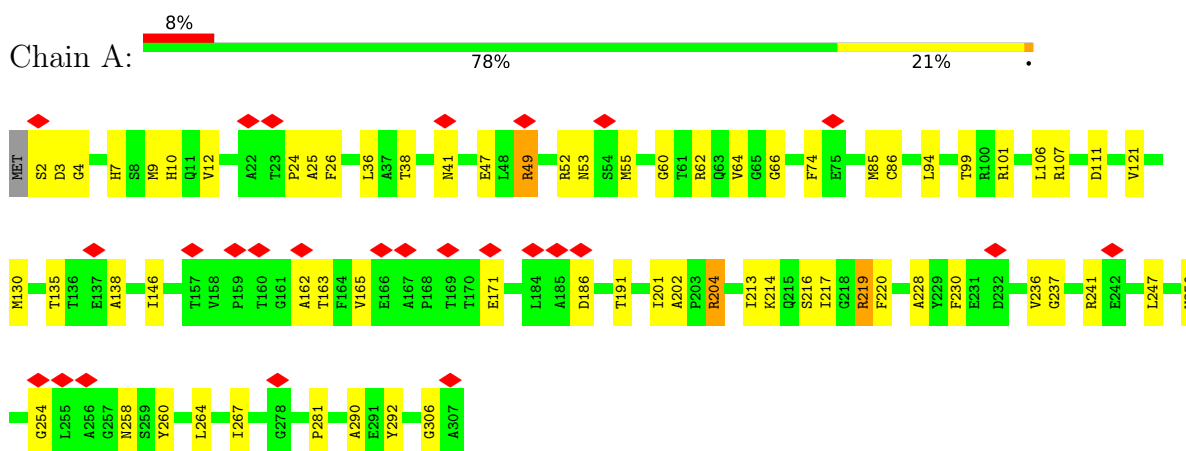 8%
Chain A:
78% 21% •
MET S2 D3 G4 H7 S8 M9 H10 Q11 V12 A22 T23 P24 A25 F26 L36 A37 T38 N41 E47 L48 R49 R52 N53 S54 M55 G60 T61 R62 Q63 V64 G65 G66 F74 E75 M85 C86 L94 T99 R100 R101 L106 R107 D111 V121
M130 T135 T136 E137 A138 I146 T157 V158 P159 T160 G161 A162 T163 F164 V165 E166 A167 P168 T169 T170 E171 L184 A185 D186 T191 I201 A202 P203 R204 I213 K214 Q215 S216 I217 G218 R219 F220 A228 Y229 F230 E231 D232 V236 G237 R241 E242 L247
G254 L255 A256 G257 N258 S259 Y260 L264 I267 G278 P281 A290 E291 Y292 G306 A307